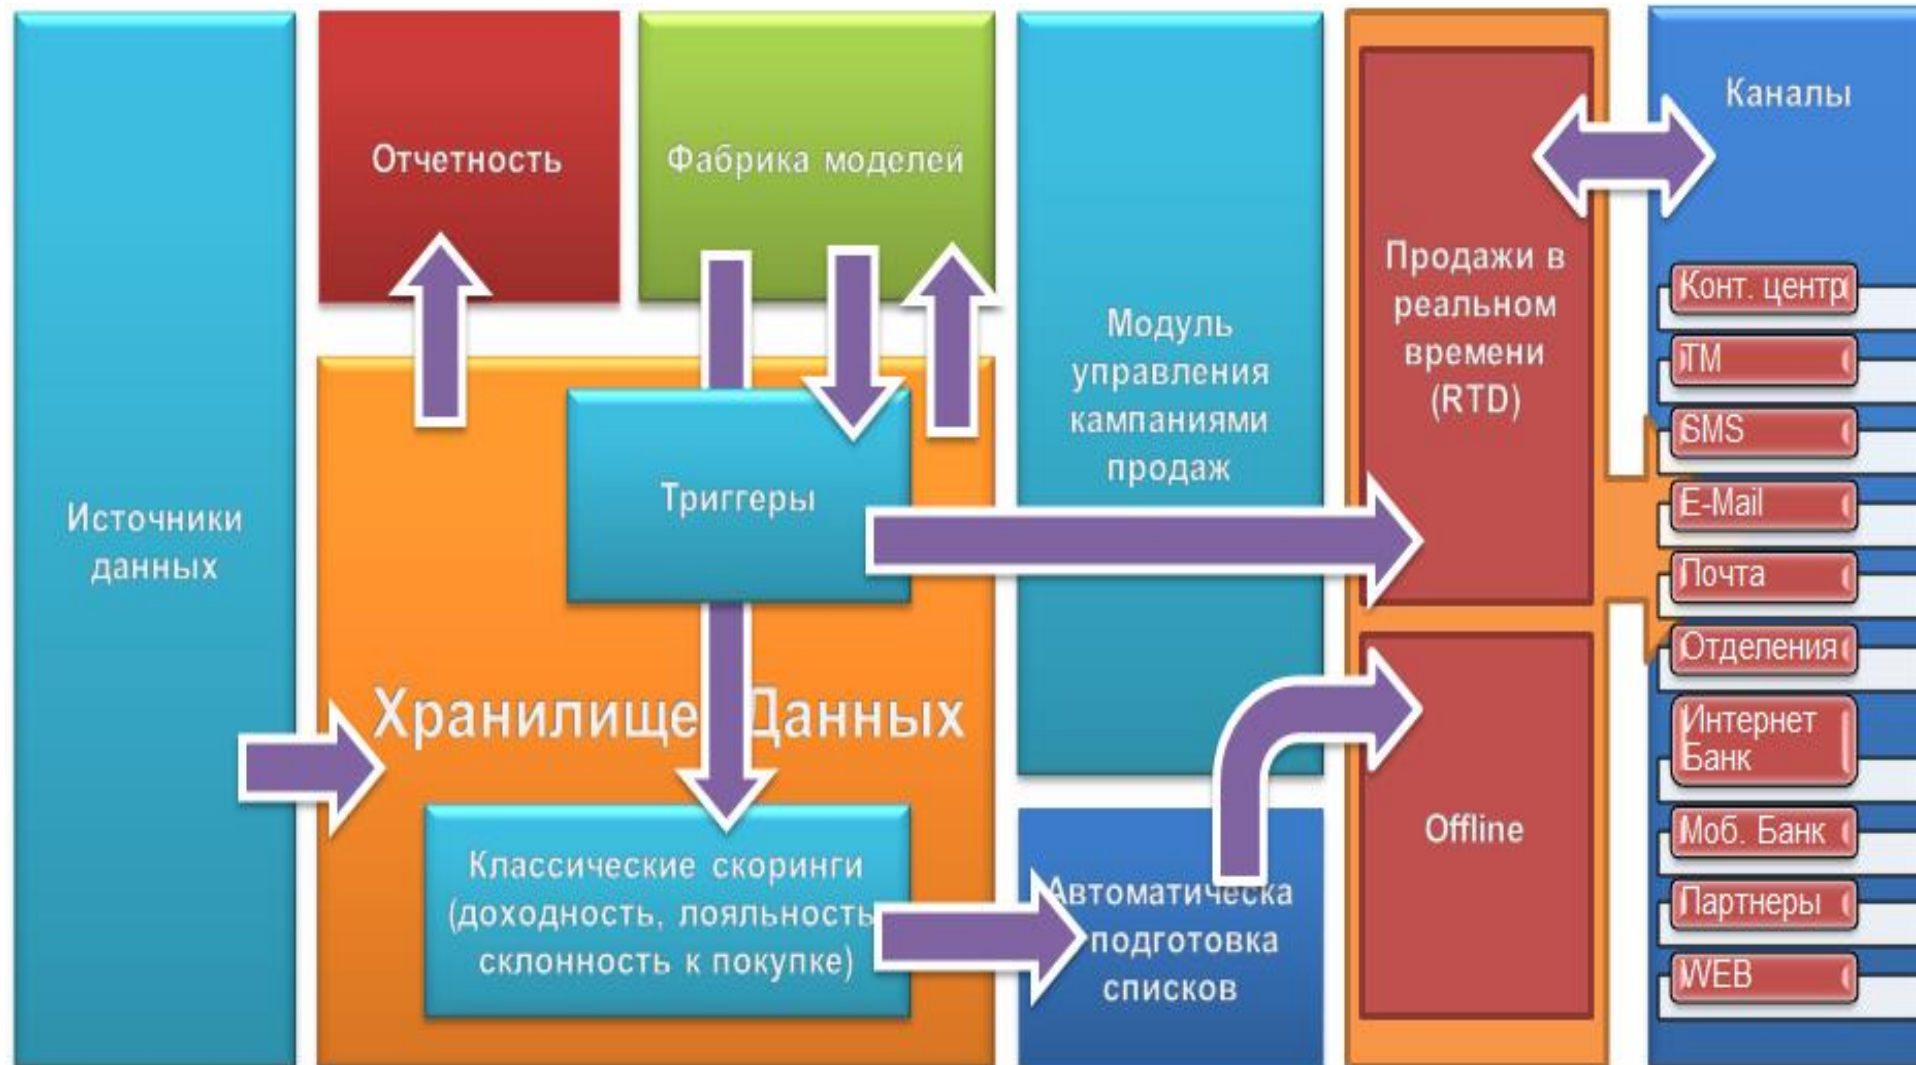 Источники
данных
Отчетность
Фабрика моделей
Триггеры
Хранилище Данных
Классические скоринги
(доходность, лояльность
склонность к покупке)
Модуль
управления
кампаниями
продаж
Автоматическа
подготовка
списков
Продажи в
реальном
времени
(RTD)
Offline
Каналы
Конт. центр
ТМ
SMS
E-Mail
Почта
Отделения
Интернет
Банк
Моб. Банк
Партнеры
WEB